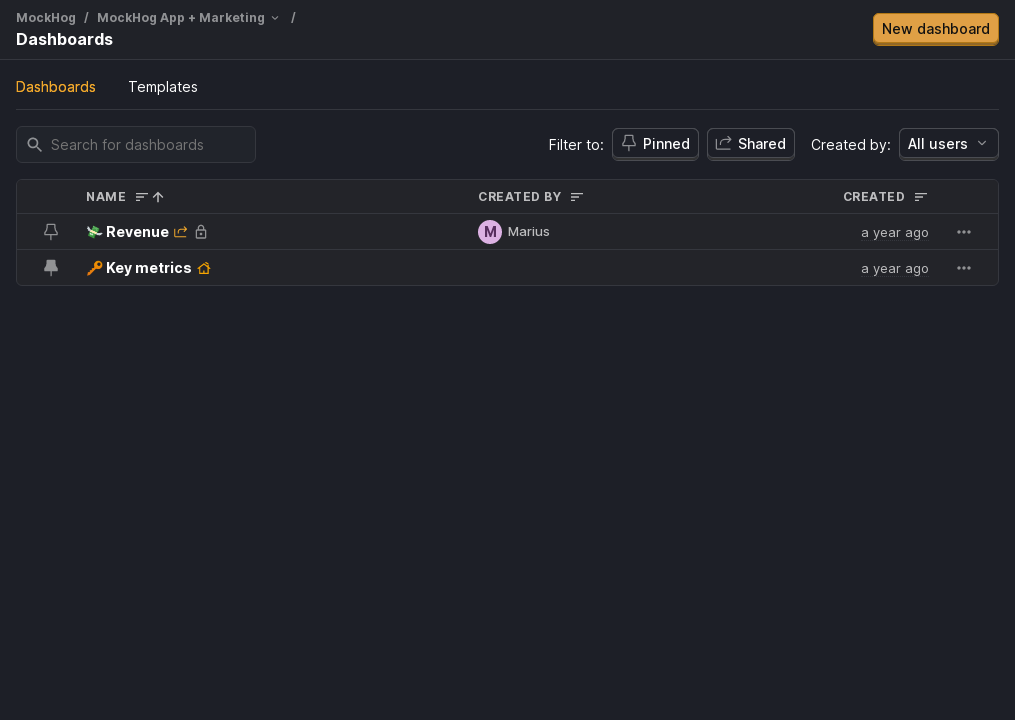 MockHog / MockHog App + Marketing /
Dashboards
New dashboard
Dashboards Templates
Search for dashboards
Filter to: Pinned Shared Created by: All users
NAME CREATED BY CREATED
💸 Revenue M Marius a year ago
🔑 Key metrics a year ago